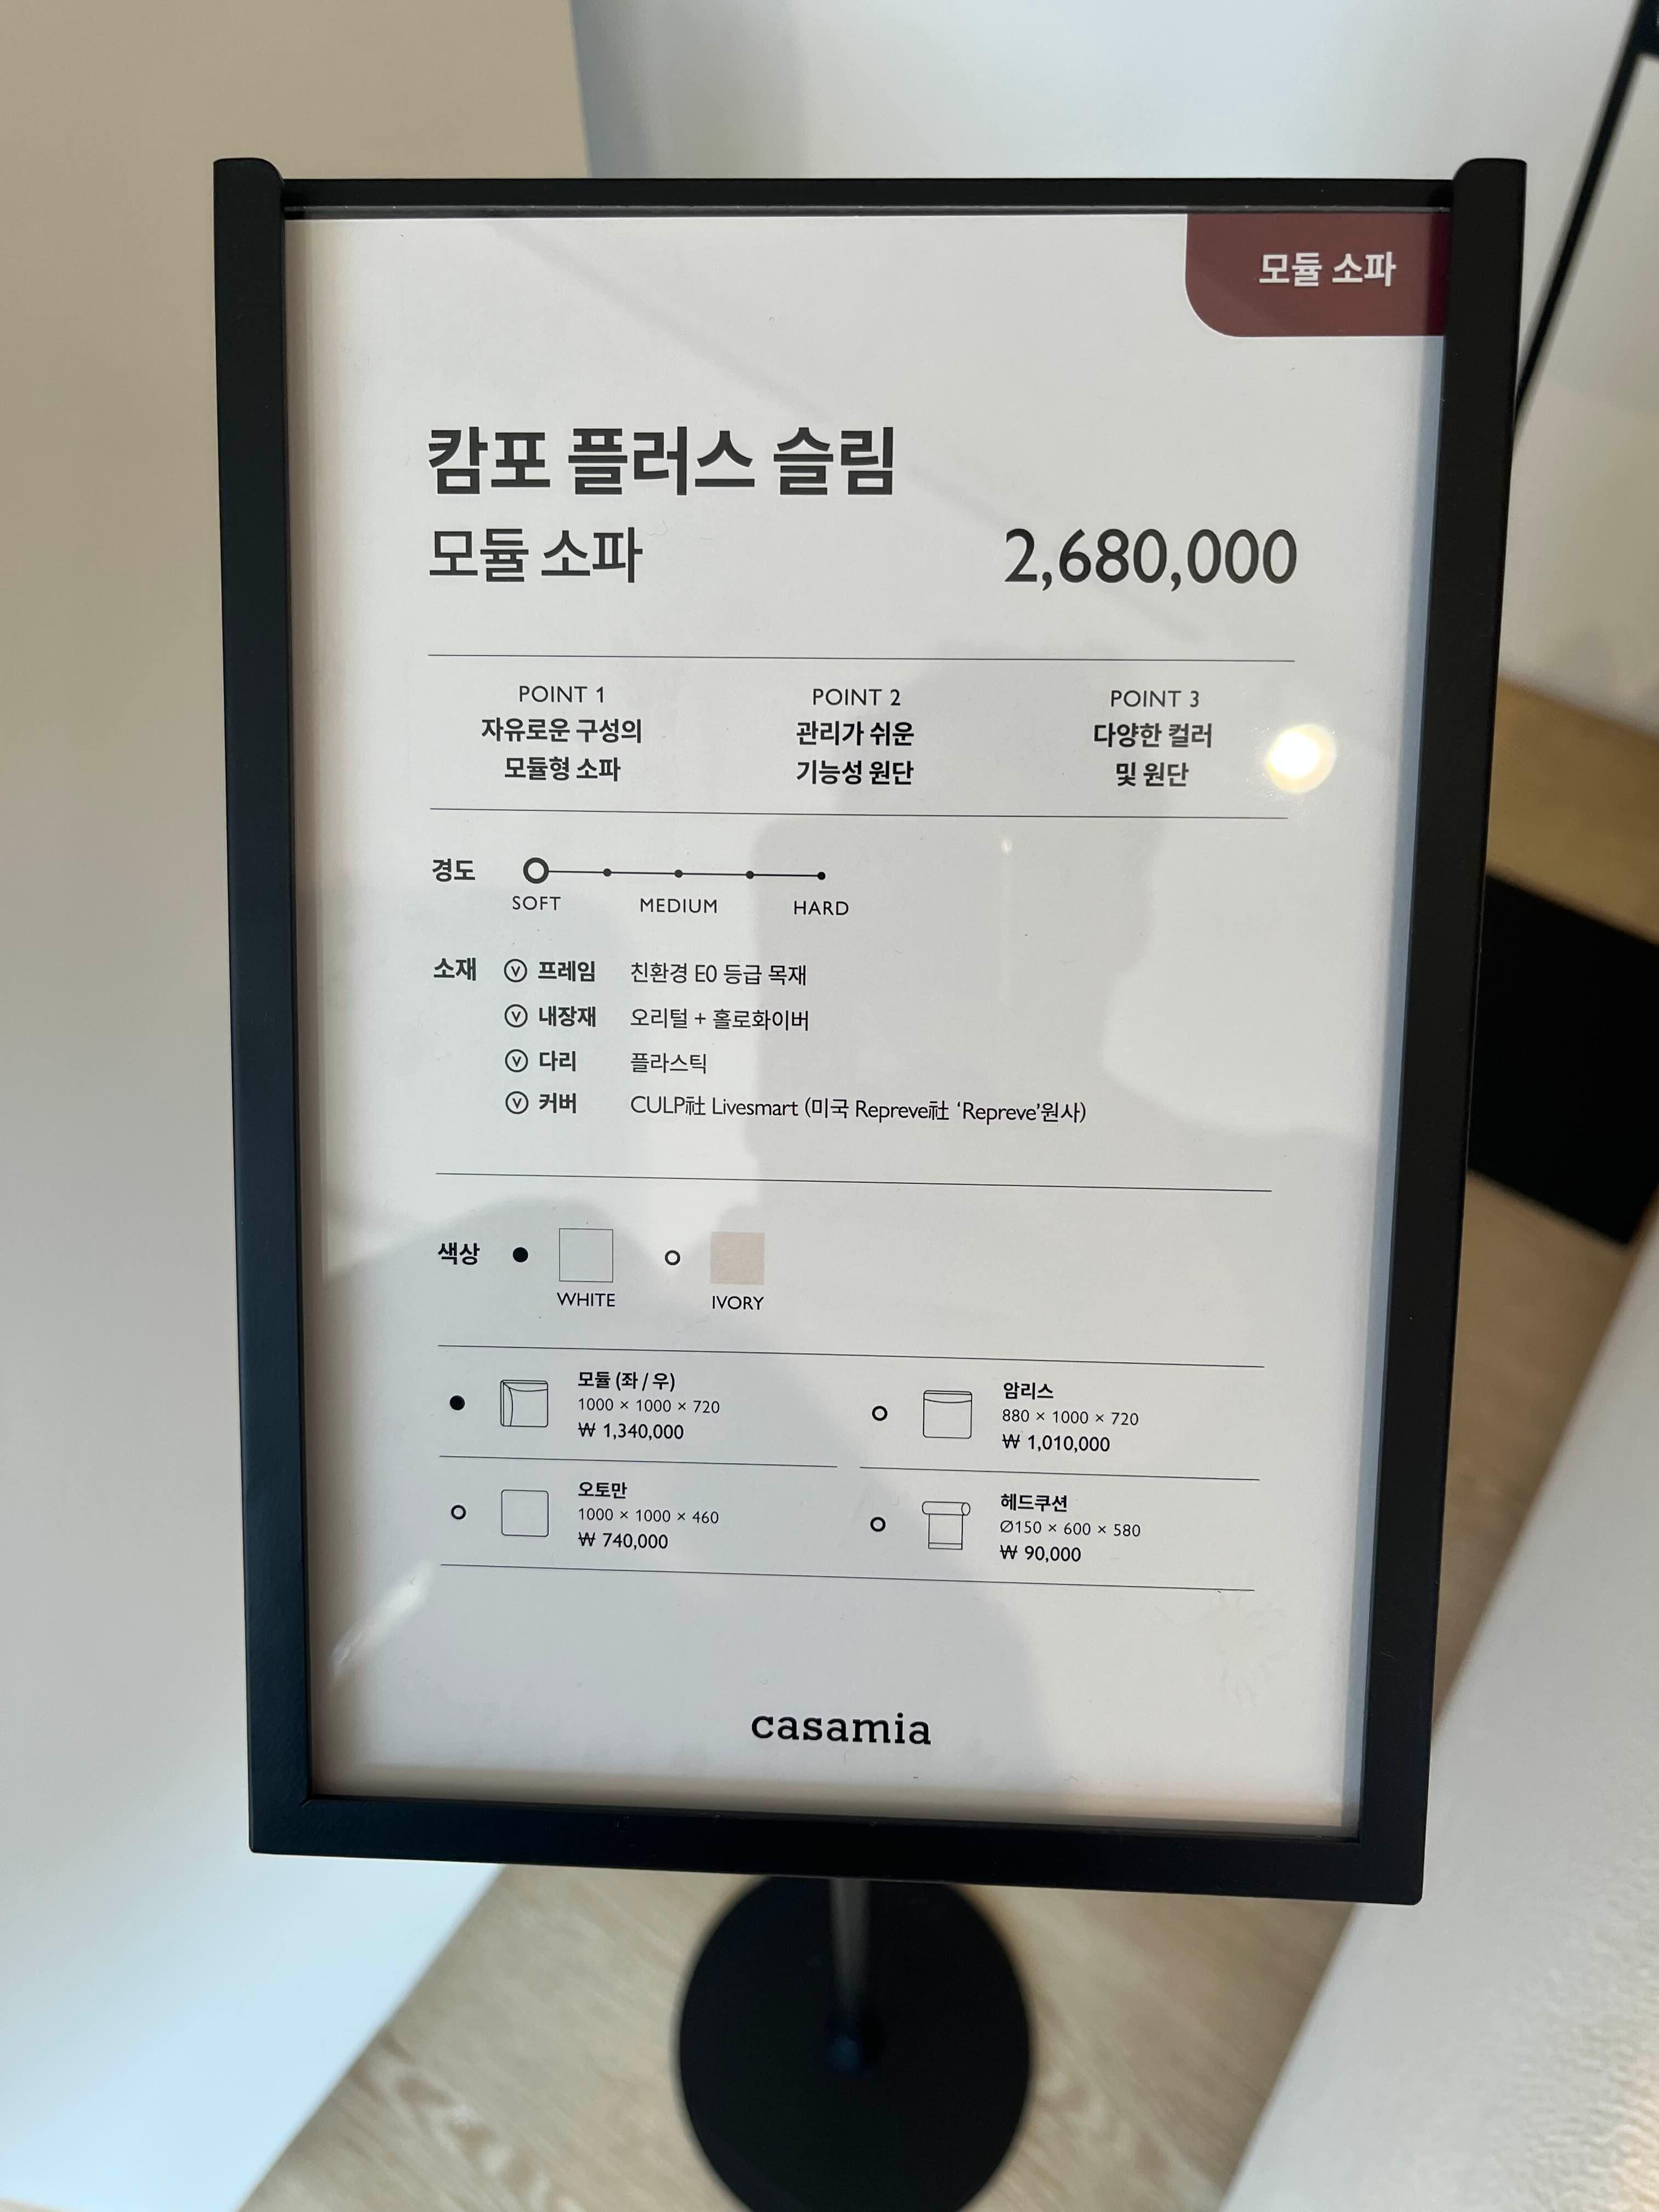 모듈 소파
캄포 플러스 슬림
모듈 소파 2,680,000
POINT 1
자유로운 구성의
모듈형 소파
POINT 2
관리가 쉬운
기능성 원단
POINT 3
다양한 컬러
및 원단
경도
SOFT MEDIUM HARD
소재 ⓥ 프레임 친환경 E0 등급 목재
ⓥ 내장재 오리털 + 홀로화이버
ⓥ 다리 플라스틱
ⓥ 커버 CULP社 Livesmart (미국 Repreve社 ‘Repreve’원사)
색상
WHITE IVORY
모듈 (좌 / 우)
1000 × 1000 × 720
₩ 1,340,000
암리스
880 × 1000 × 720
₩ 1,010,000
오토만
1000 × 1000 × 460
₩ 740,000
헤드쿠션
Ø150 × 600 × 580
₩ 90,000
casamia